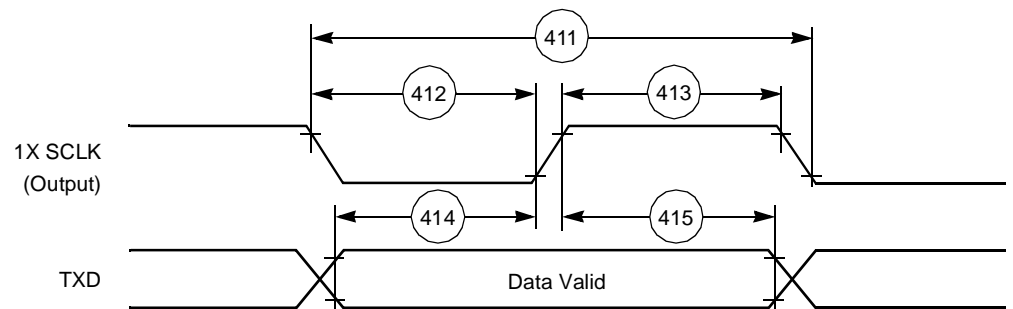 411
412
413
1X SCLK
(Output)
414
415
TXD
Data Valid